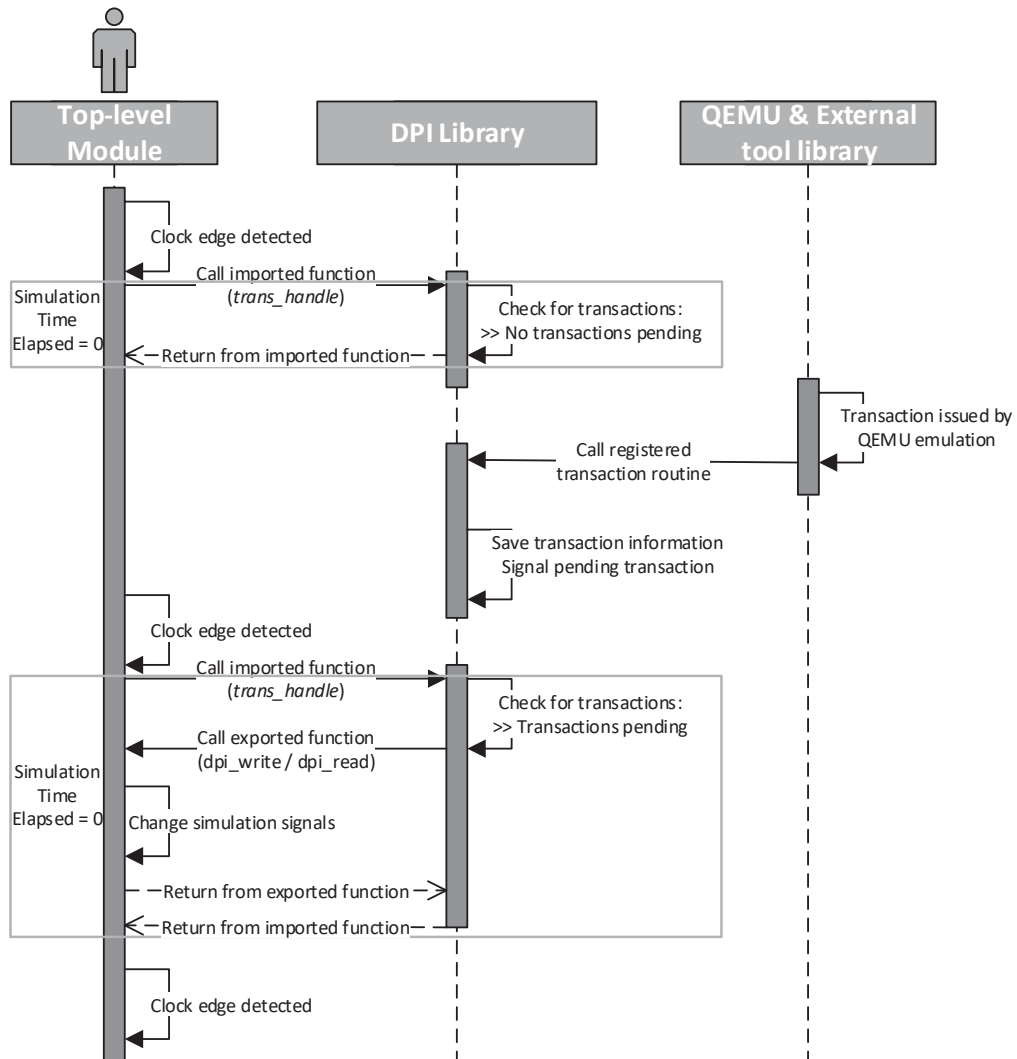 Top-level
Module
DPI Library
QEMU & External
tool library
Clock edge detected
Call imported function
(trans_handle)
Simulation
Time
Elapsed = 0
Check for transactions:
>> No transactions pending
Return from imported function
Transaction issued by
QEMU emulation
Call registered
transaction routine
Save transaction information
Signal pending transaction
Clock edge detected
Call imported function
(trans_handle)
Check for transactions:
>> Transactions pending
Call exported function
(dpi_write / dpi_read)
Simulation
Time
Elapsed = 0
Change simulation signals
Return from exported function
Return from imported function
Clock edge detected